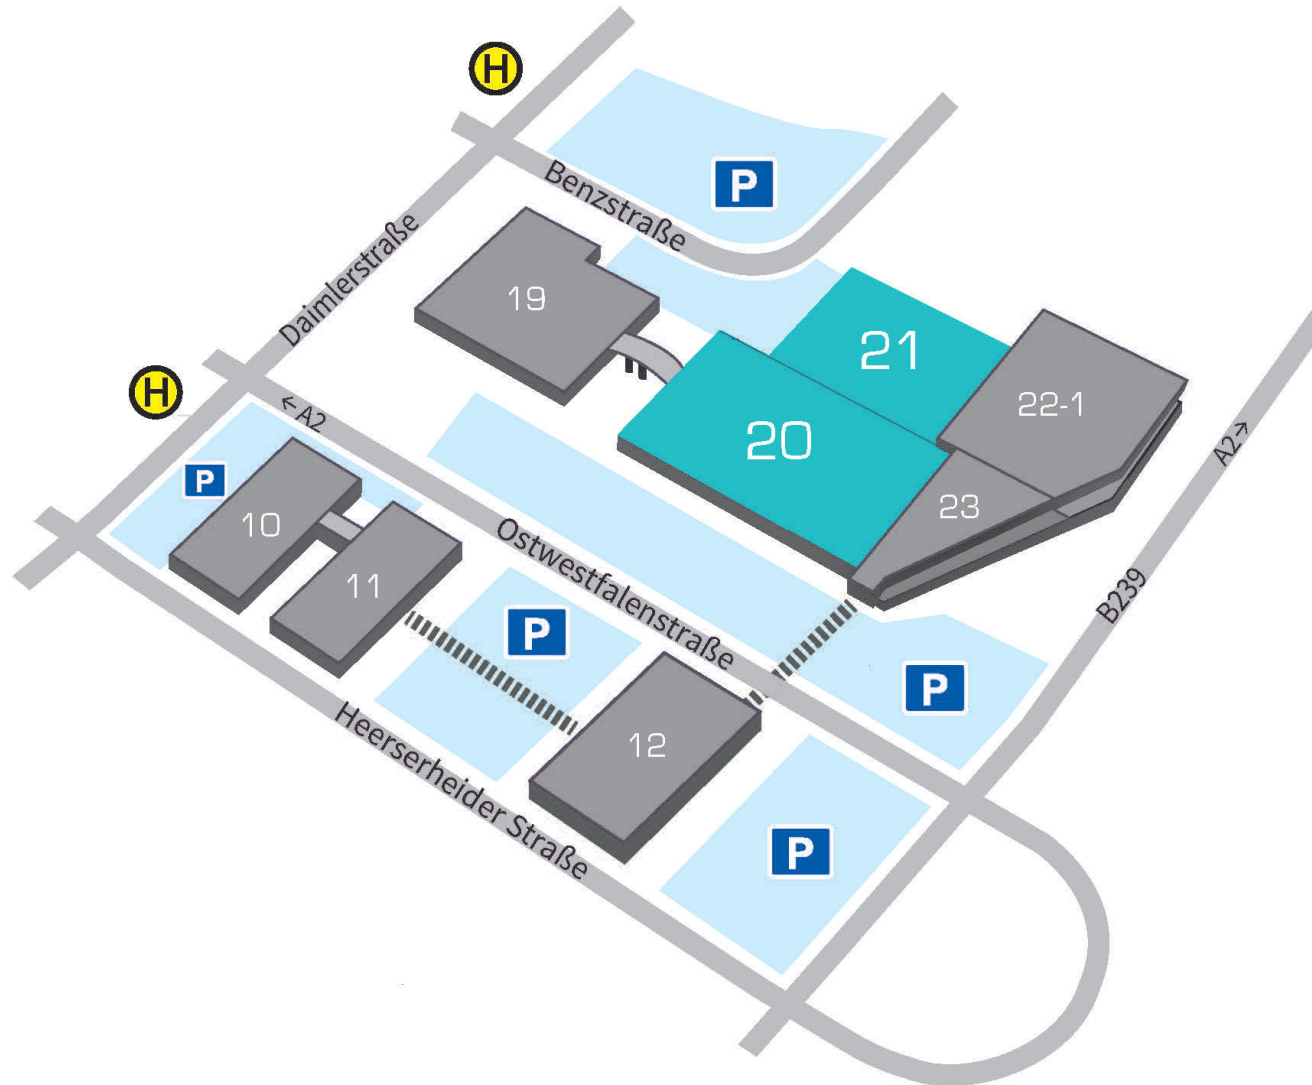 H
P
Benzstraße
Daimlerstraße
19
21
22-1
H
←A2
20
A2→
P
10
23
Ostwestfalenstraße
11
B239
P
P
12
Heerserheider Straße
P